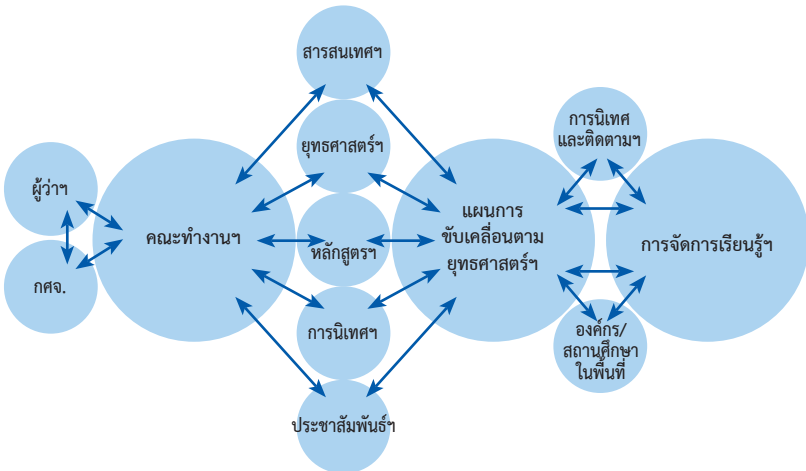 ผู้ว่าฯ
กศจ.
คณะทำงานฯ
สารสนเทศฯ
ยุทธศาสตร์ฯ
หลักสูตรฯ
การนิเทศฯ
ประชาสัมพันธ์ฯ
แผนการ
ขับเคลื่อนตาม
ยุทธศาสตร์ฯ
การนิเทศ
และติดตามฯ
องค์กร/
สถานศึกษา
ในพื้นที่
การจัดการเรียนรู้ฯ